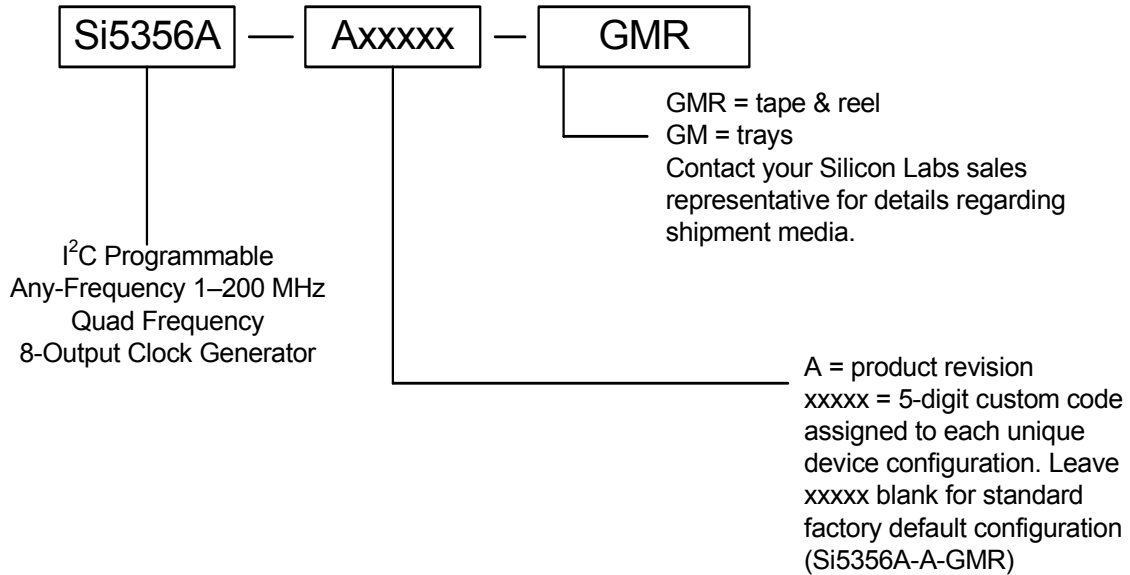 Si5356A — Axxxxx — GMR
GMR = tape & reel
GM = trays
Contact your Silicon Labs sales
representative for details regarding
shipment media.
I²C Programmable
Any-Frequency 1–200 MHz
Quad Frequency
8-Output Clock Generator
A = product revision
xxxxx = 5-digit custom code
assigned to each unique
device configuration. Leave
xxxxx blank for standard
factory default configuration
(Si5356A-A-GMR)